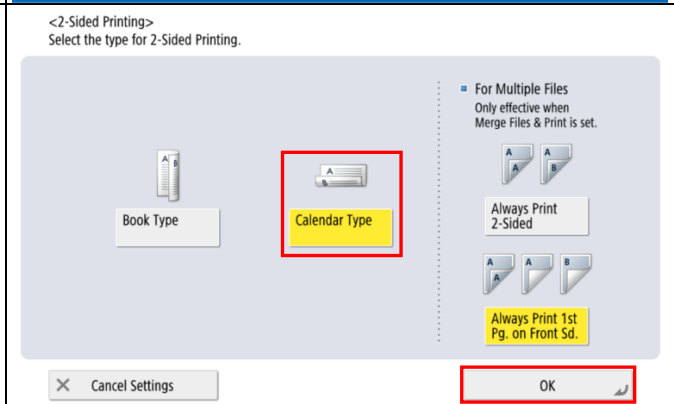 <2-Sided Printing>
Select the type for 2-Sided Printing.
A
B
Book Type
A
B
Calendar Type
For Multiple Files
Only effective when
Merge Files & Print is set.
A
A
A
B
Always Print
2-Sided
A
A
A
B
Always Print 1st
Pg. on Front Sd.
Cancel Settings
OK